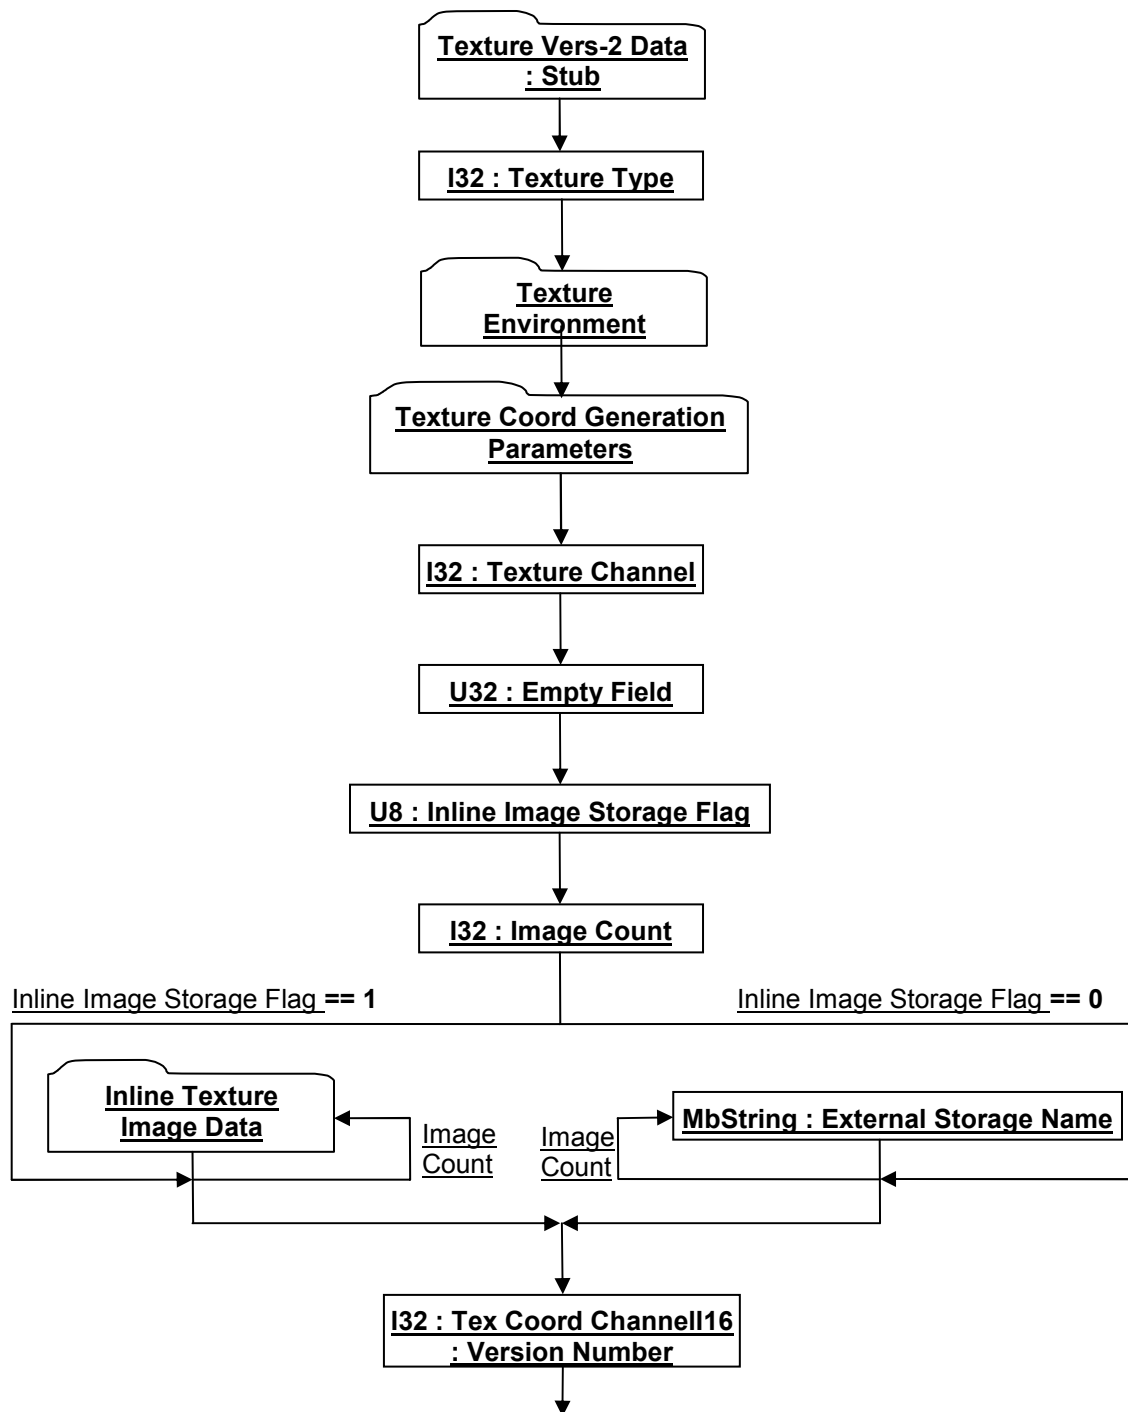 Texture Vers-2 Data
: Stub
I32 : Texture Type
Texture
Environment
Texture Coord Generation
Parameters
I32 : Texture Channel
U32 : Empty Field
U8 : Inline Image Storage Flag
I32 : Image Count
Inline Image Storage Flag == 1
Inline Image Storage Flag == 0
Inline Texture
Image Data
Image
Count
Image
Count
MbString : External Storage Name
I32 : Tex Coord ChannelI16
: Version Number